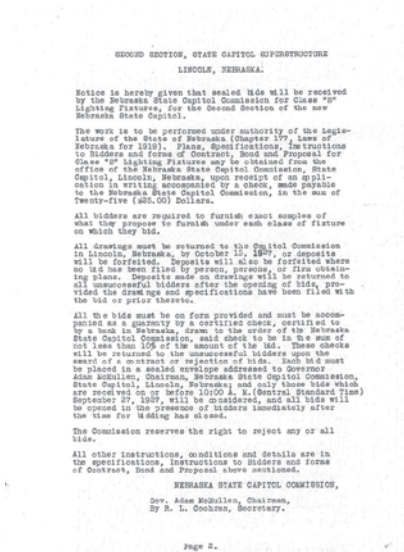 SECOND SECTION, STATE CAPITOL SUPERSTRUCTURE
LINCOLN, NEBRASKA.
Notice is hereby given that sealed bids will be received
by the Nebraska State Capitol Commission for Class "S"
Lighting Fixtures, for the Second Section of the new
Nebraska State Capitol.
The work is to be performed under authority of the Legis-
lature of the State of Nebraska (Chapter 177, Laws of
Nebraska for 1919). Plans, Specifications, Instructions
to Bidders and forms of Contract, Bond and Proposal for
Class "S" Lighting Fixtures may be obtained from the
office of the Nebraska State Capitol Commission, State
Capitol, Lincoln, Nebraska, upon receipt of an appli-
cation in writing accompanied by a check, made payable
to the Nebraska State Capitol Commission, in the sum of
Twenty-five ($25.00) Dollars.
All bidders are required to furnish exact samples of
what they propose to furnish under each class of fixture
on which they bid.
All drawings must be returned to the Capitol Commission
in Lincoln, Nebraska, by October 15, 1927, or deposits
will be forfeited. Deposits will also be forfeited where
no bid has been filed by person, persons, or firm obtain-
ing plans. Deposits made on drawings will be returned to
all unsuccessful bidders after the opening of bids, pro-
vided the drawings and specifications have been filed with
the bid or prior thereto.
All the bids must be on form provided and must be accom-
panied as a guaranty by a certified check, certified to
by a bank in Nebraska, drawn to the order of the Nebraska
State Capitol Commission, said check to be in the sum of
not less than 10% of the amount of the bid. These checks
will be returned to the unsuccessful bidders upon the
award of a contract or rejection of bids. Each bid must
be placed in a sealed envelope addressed to Governor
Adam McMullen, Chairman, Nebraska State Capitol Commission,
State Capitol, Lincoln, Nebraska; and only those bids which
are received on or before 10:00 A. M. (Central Standard Time)
September 27, 1927, will be considered, and all bids will
be opened in the presence of bidders immediately after
the time for bidding has closed.
The Commission reserves the right to reject any or all
bids.
All other instructions, conditions and details are in
the specifications, Instructions to Bidders and forms
of Contract, Bond and Proposal above mentioned.
NEBRASKA STATE CAPITOL COMMISSION,
Gov. Adam McMullen, Chairman,
By R. L. Cochran, Secretary.
Page 2.